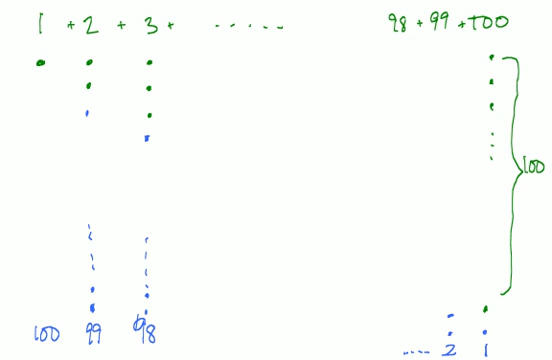 1 + 2 + 3 + ...... 98 + 99 + 100
100
100 99 98 .... 2 1